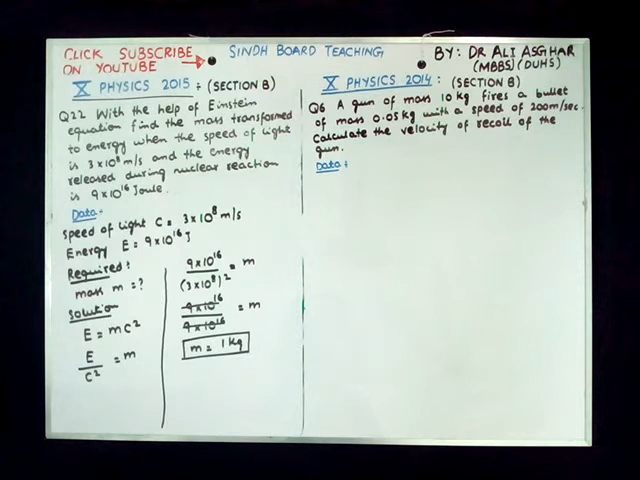 CLICK SUBSCRIBE
ON YOUTUBE
SINDH BOARD TEACHING
BY: DR ALI ASGHAR
(MBBS) (DUHS)
X PHYSICS 2015: (SECTION B)
Q22 With the help of Einstein
equation find the mass transformed
to energy when the speed of light
is 3×10⁸ m/s and the energy
released during nuclear reaction
is 9×10¹⁶ Joule.
Data:
Speed of light C = 3×10⁸ m/s
Energy E = 9×10¹⁶ J
Required:
mass m = ?
Solution
E = mc²
E/C² = m
9×10¹⁶/(3×10⁸)² = m
9×10¹⁶/9×10¹⁶ = m
m = 1 Kg
X PHYSICS 2014: (SECTION B)
Q6 A gun of mass 10 kg fires a bullet
of mass 0.05 kg with a speed of 200 m/sec.
Calculate the velocity of recoil of the
gun.
Data: